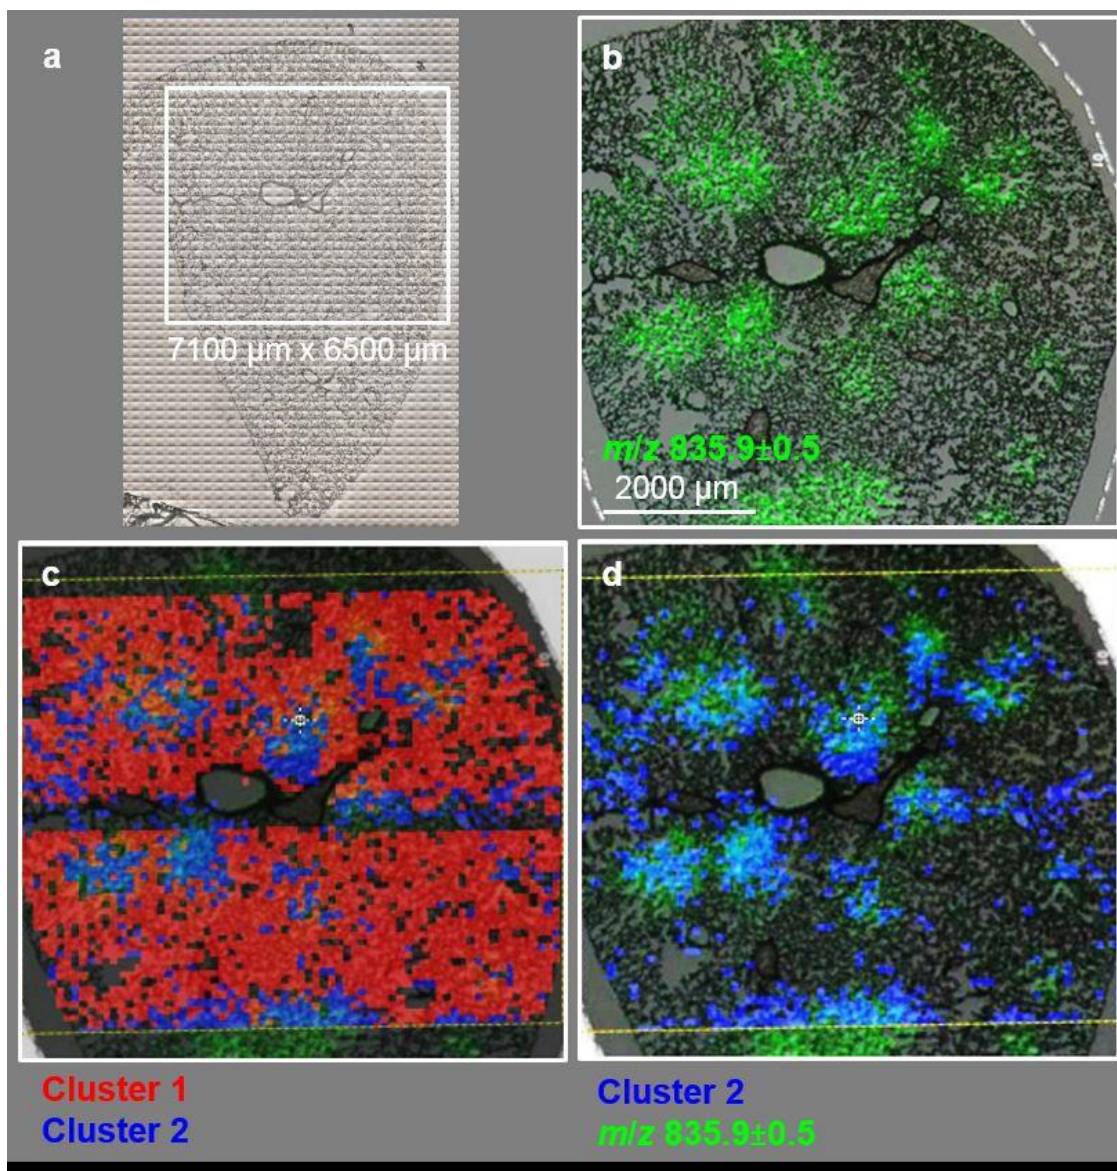 a
b
7100 µm x 6500 µm
m/z 835.9±0.5
2000 µm
c
d
Cluster 1
Cluster 2
Cluster 2
m/z 835.9±0.5